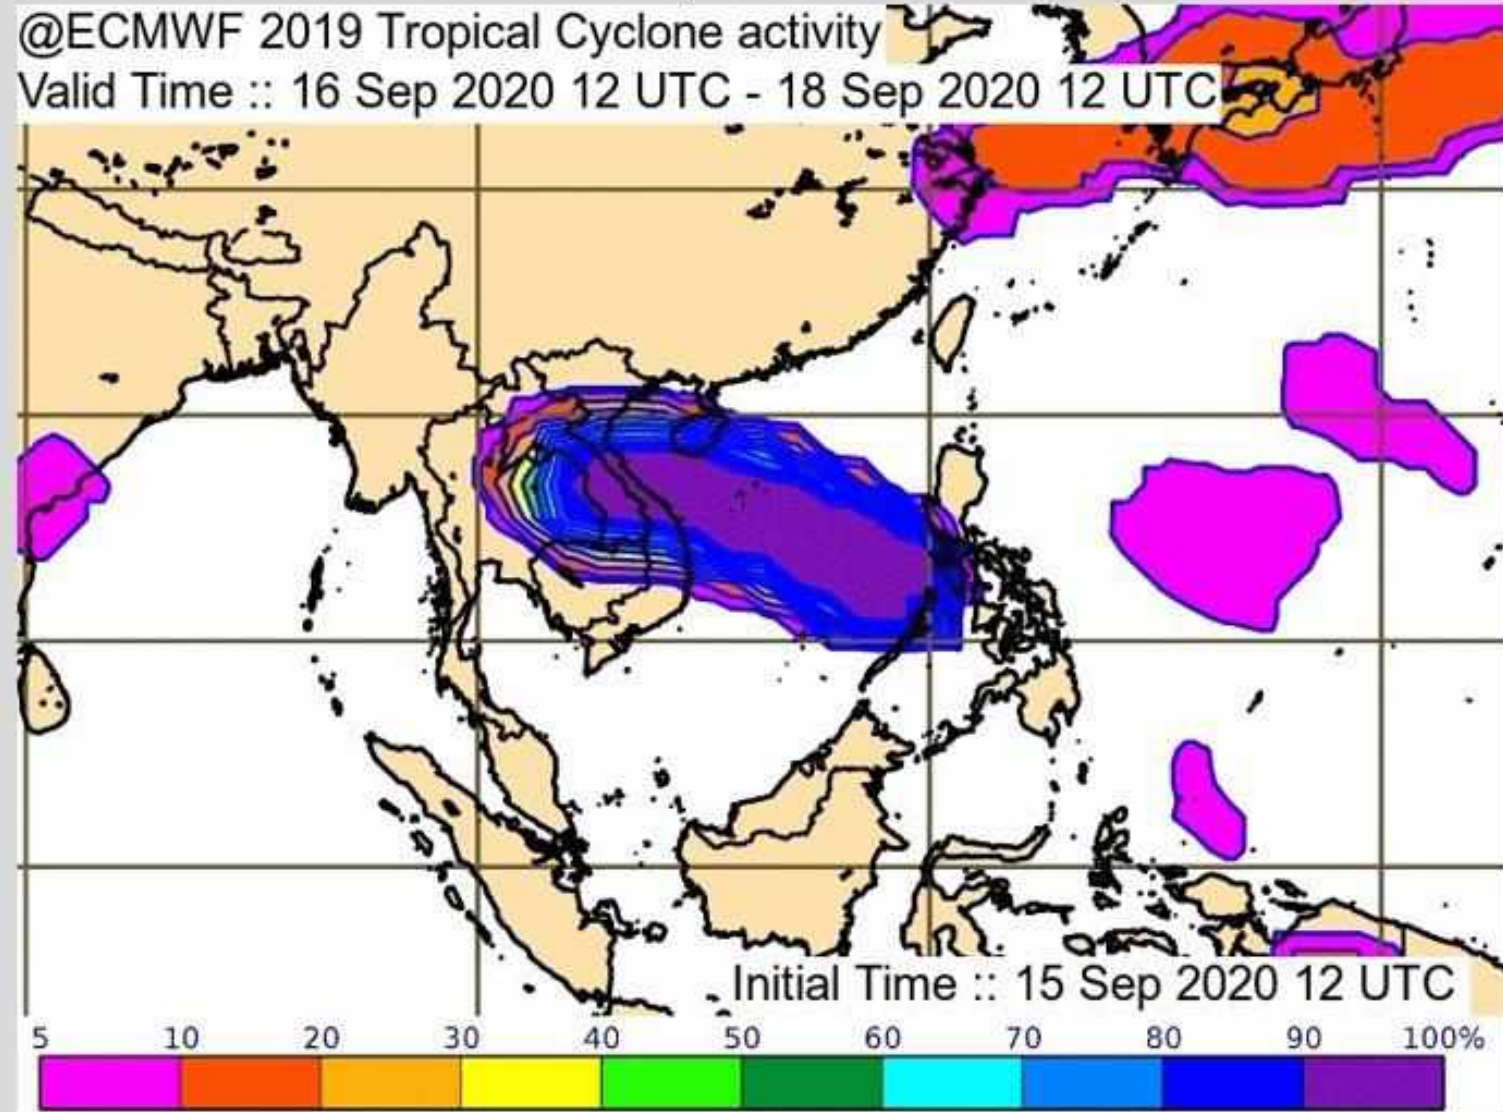 @ECMWF 2019 Tropical Cyclone activity
Valid Time :: 16 Sep 2020 12 UTC - 18 Sep 2020 12 UTC
Initial Time :: 15 Sep 2020 12 UTC
5 10 20 30 40 50 60 70 80 90 100%